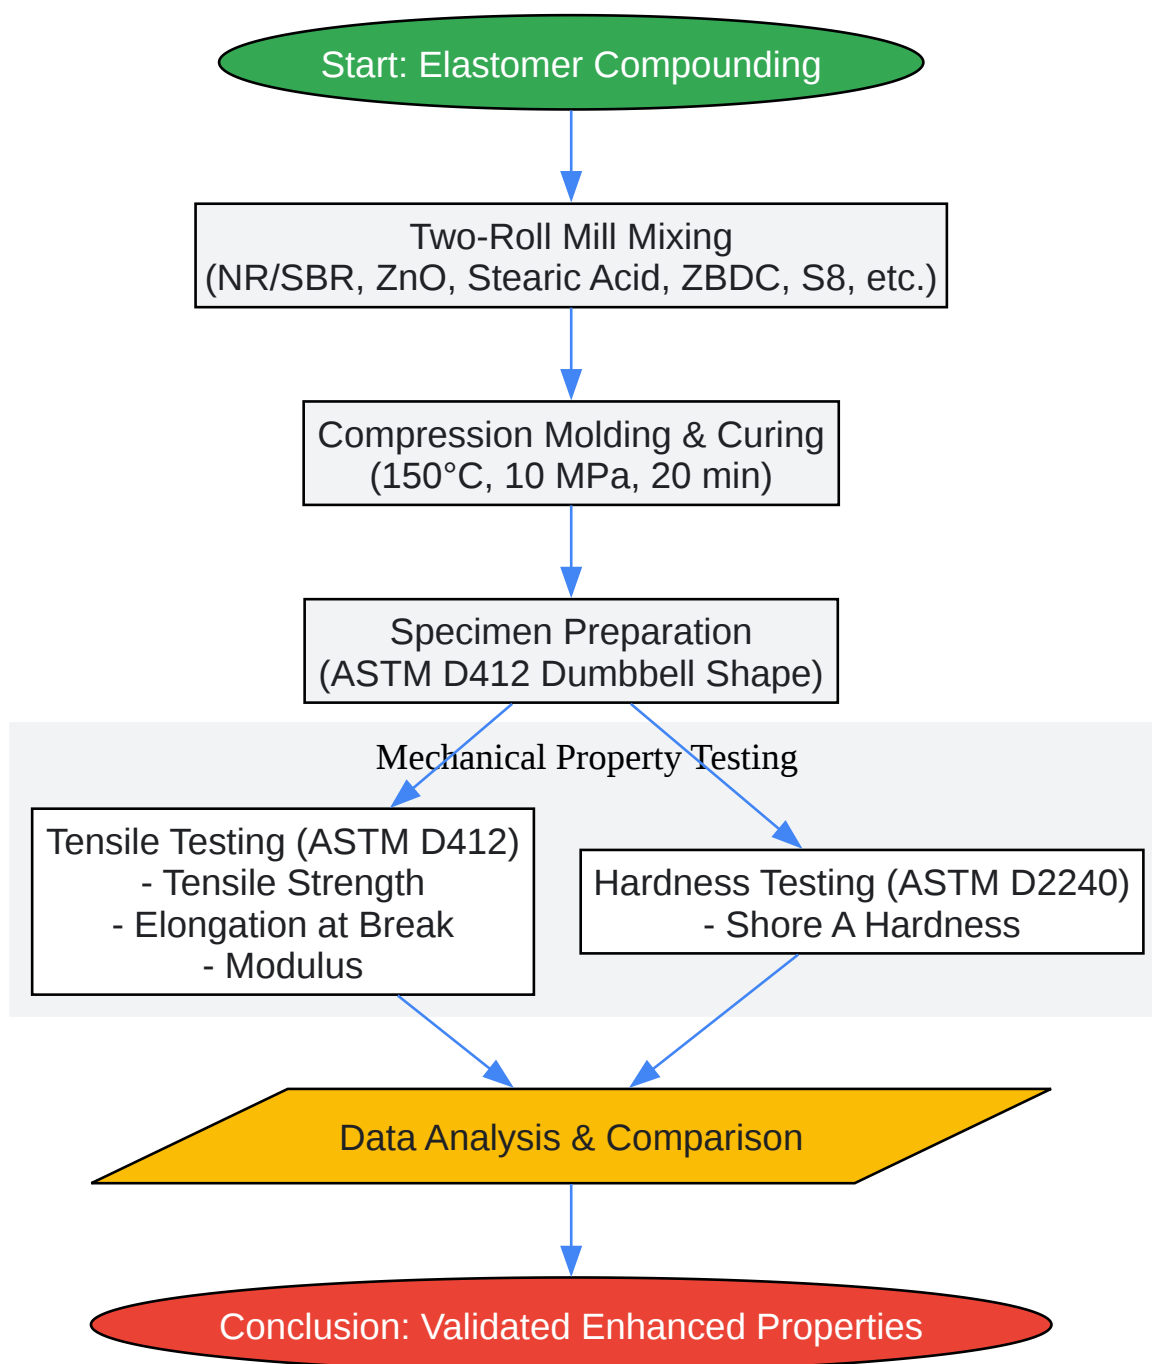 Start: Elastomer Compounding
Two-Roll Mill Mixing
(NR/SBR, ZnO, Stearic Acid, ZBDC, S8, etc.)
Compression Molding & Curing
(150°C, 10 MPa, 20 min)
Specimen Preparation
(ASTM D412 Dumbbell Shape)
Mechanical Property Testing
Tensile Testing (ASTM D412)
- Tensile Strength
- Elongation at Break
- Modulus
Hardness Testing (ASTM D2240)
- Shore A Hardness
Data Analysis & Comparison
Conclusion: Validated Enhanced Properties